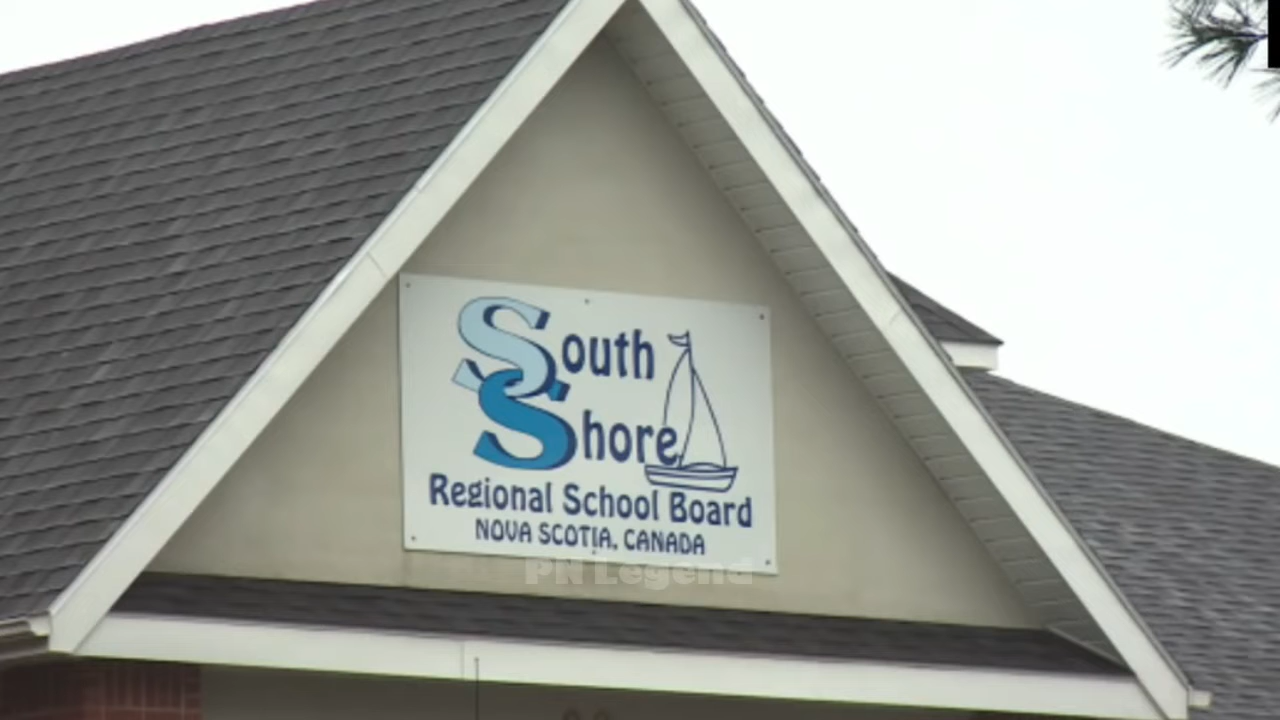 South
Shore
Regional School Board
NOVA SCOTIA, CANADA
PN Legend